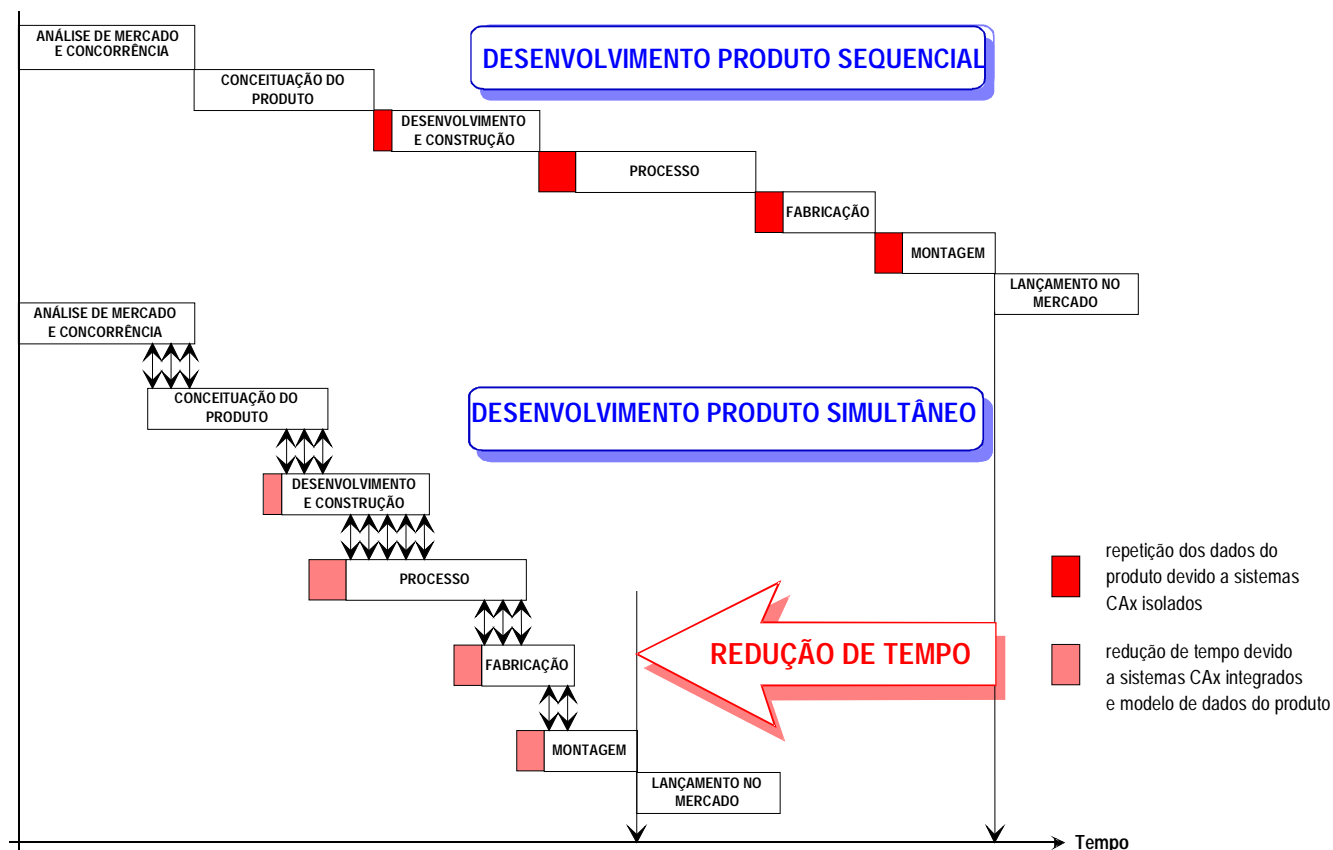 ANÁLISE DE MERCADO
E CONCORRÊNCIA
DESENVOLVIMENTO PRODUTO SEQUENCIAL
CONCEITUAÇÃO DO
PRODUTO
DESENVOLVIMENTO
E CONSTRUÇÃO
PROCESSO
FABRICAÇÃO
MONTAGEM
LANÇAMENTO NO
MERCADO
ANÁLISE DE MERCADO
E CONCORRÊNCIA
CONCEITUAÇÃO DO
PRODUTO
DESENVOLVIMENTO PRODUTO SIMULTÂNEO
DESENVOLVIMENTO
E CONSTRUÇÃO
PROCESSO
FABRICAÇÃO
MONTAGEM
LANÇAMENTO NO
MERCADO
REDUÇÃO DE TEMPO
repetição dos dados do
produto devido a sistemas
CAx isolados
redução de tempo devido
a sistemas CAx integrados
e modelo de dados do produto
Tempo